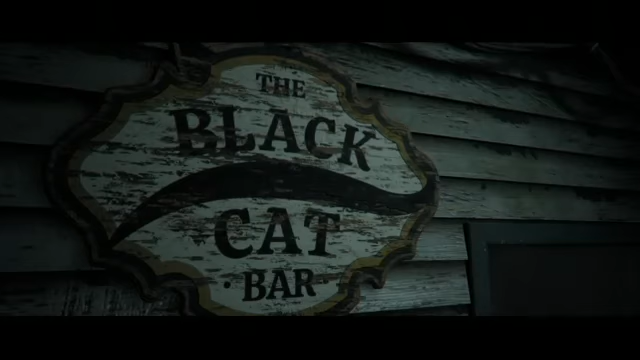 THE
BLACK
CAT
· BAR ·